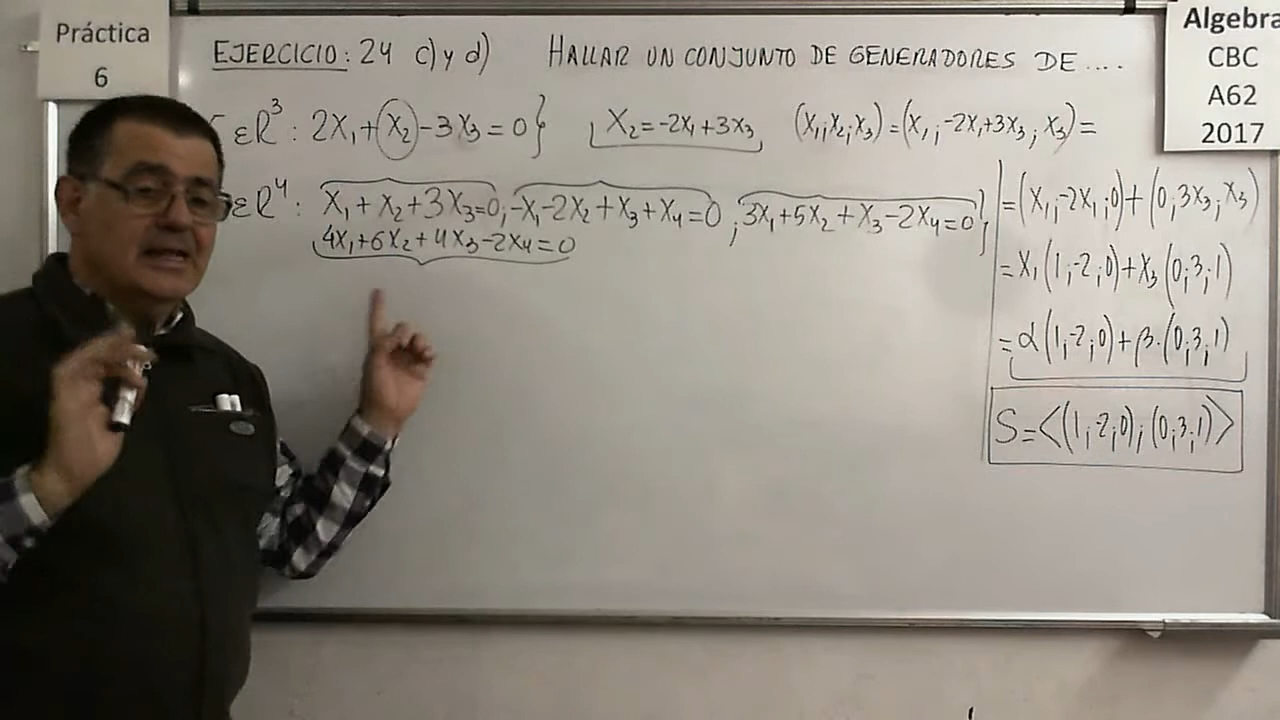 Práctica
6
EJERCICIO: 24 c) y d) HALLAR UN CONJUNTO DE GENERADORES DE ....
Algebra
CBC
A62
2017
εℝ³ : 2X₁+X₂-3X₃=0} X₂=-2X₁+3X₃ (X₁;X₂;X₃)=(X₁;-2X₁+3X₃;X₃)=
εℝ⁴ : X₁+X₂+3X₃=0;-X₁-2X₂+X₃+X₄=0 ; 3X₁+5X₂+X₃-2X₄=0;}
4X₁+6X₂+4X₃-2X₄=0
=(X₁;-2X₁;0)+(0;3X₃;X₃)
=X₁(1;-2;0)+X₃(0;3;1)
=α(1;-2;0)+β.(0;3;1)
S=<(1;-2;0);(0;3;1)>